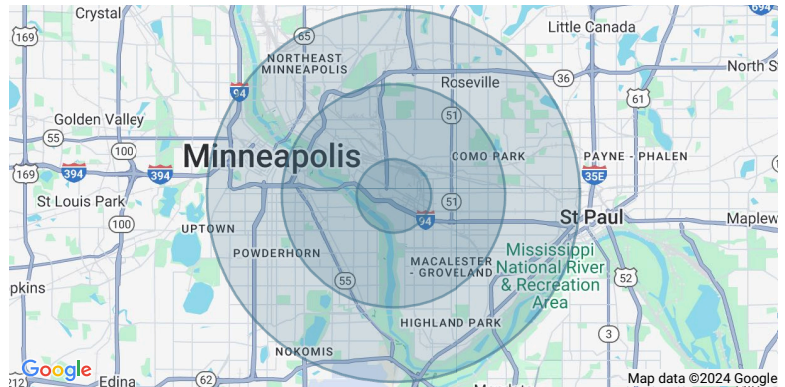 Crystal
Little Canada
694
169
65
NORTHEAST
MINNEAPOLIS
North S
36
Roseville
94
61
Golden Valley
51
55
100
Minneapolis
COMO PARK
PAYNE - PHALEN
169
394
394
35E
St Louis Park
51
100
94
St Paul
Maplew
UPTOWN
POWDERHORN
MACALESTER
- GROVELAND
Mississippi
National River
& Recreation
Area
52
pkins
55
HIGHLAND PARK
3
NOKOMIS
Google
212
Edina
62
Map data ©2024 Google